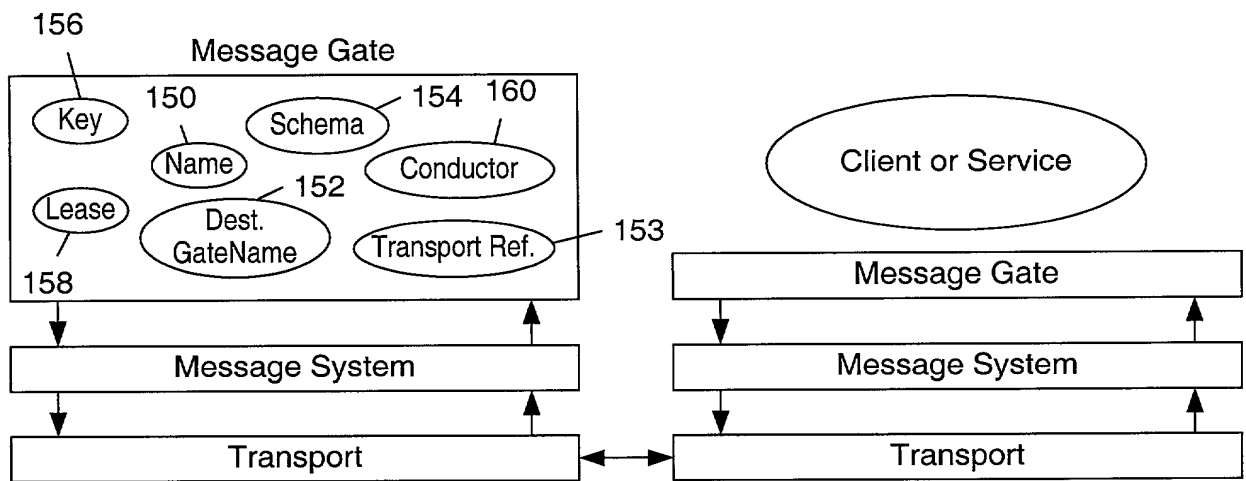 156
Message Gate
150
154
160
Key
Schema
Name
Conductor
Client or Service
152
Lease
Dest.
GateName
Transport Ref.
153
158
Message Gate
Message System
Message System
Transport
Transport